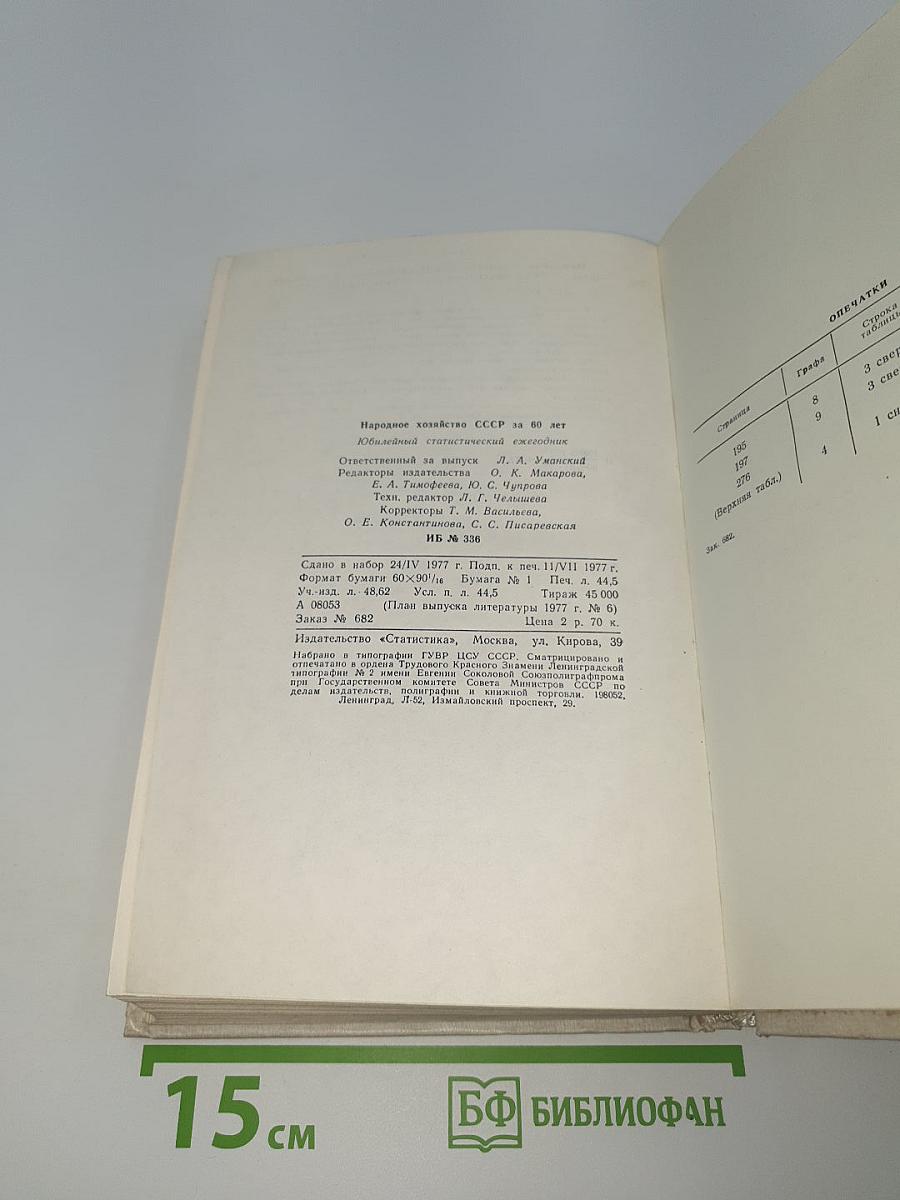 Народное хозяйство СССР за 60 лет
Юбилейный статистический ежегодник
Ответственный за выпуск Л. А. Уманский
Редакторы издательства О. К. Макарова,
Е. А. Тимофеева, Ю. С. Чупрова
Техн. редактор Л. Г. Челышева
Корректоры Т. М. Васильева,
О. Е. Константинова, С. С. Писаревская
ИБ № 336
Сдано в набор 24/IV 1977 г. Подп. к печ. 11/VII 1977 г.
Формат бумаги 60×90¹/₁₆ Бумага № 1 Печ. л. 44,5
Уч.-изд. л. 48,62 Усл. п. л. 44,5 Тираж 45 000
А 08053 (План выпуска литературы 1977 г. № 6)
Заказ № 682 Цена 2 р. 70 к.
Издательство «Статистика», Москва, ул. Кирова, 39
Набрано в типографии ГУВР ЦСУ СССР. Сматрицировано и
отпечатано в ордена Трудового Красного Знамени Ленинградской
типографии № 2 имени Евгении Соколовой Союзполиграфпрома
при Государственном комитете Совета Министров СССР по
делам издательств, полиграфии и книжной торговли. 198052,
Ленинград, Л-52, Измайловский проспект, 29.
ОПЕЧАТКИ
Страница Графа Строка
таблицы
195 8 3
197 9 3
276 4 1
(Верхняя табл.)
Зак. 682.
15 см
БФ БИБЛИОФАН